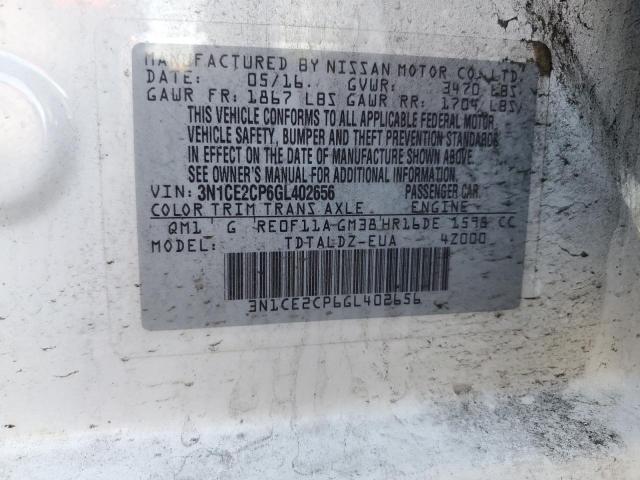 MANUFACTURED BY NISSAN MOTOR CO., LTD.
DATE: 05/16. GVWR: 3470 LBS
GAWR FR: 1867 LBS GAWR RR: 1704 LBS
THIS VEHICLE CONFORMS TO ALL APPLICABLE FEDERAL MOTOR
VEHICLE SAFETY, BUMPER AND THEFT PREVENTION STANDARDS
IN EFFECT ON THE DATE OF MANUFACTURE SHOWN ABOVE.
SEE OWNER'S MANUAL FOR ADDITIONAL INFORMATION.
VIN: 3N1CE2CP6GL402656 PASSENGER CAR
COLOR TRIM TRANS AXLE ENGINE
QM1 G RE0F11A GM38 HR16DE 1598 CC
MODEL: TDTALDZ-EUA 42000
3N1CE2CP6GL402656